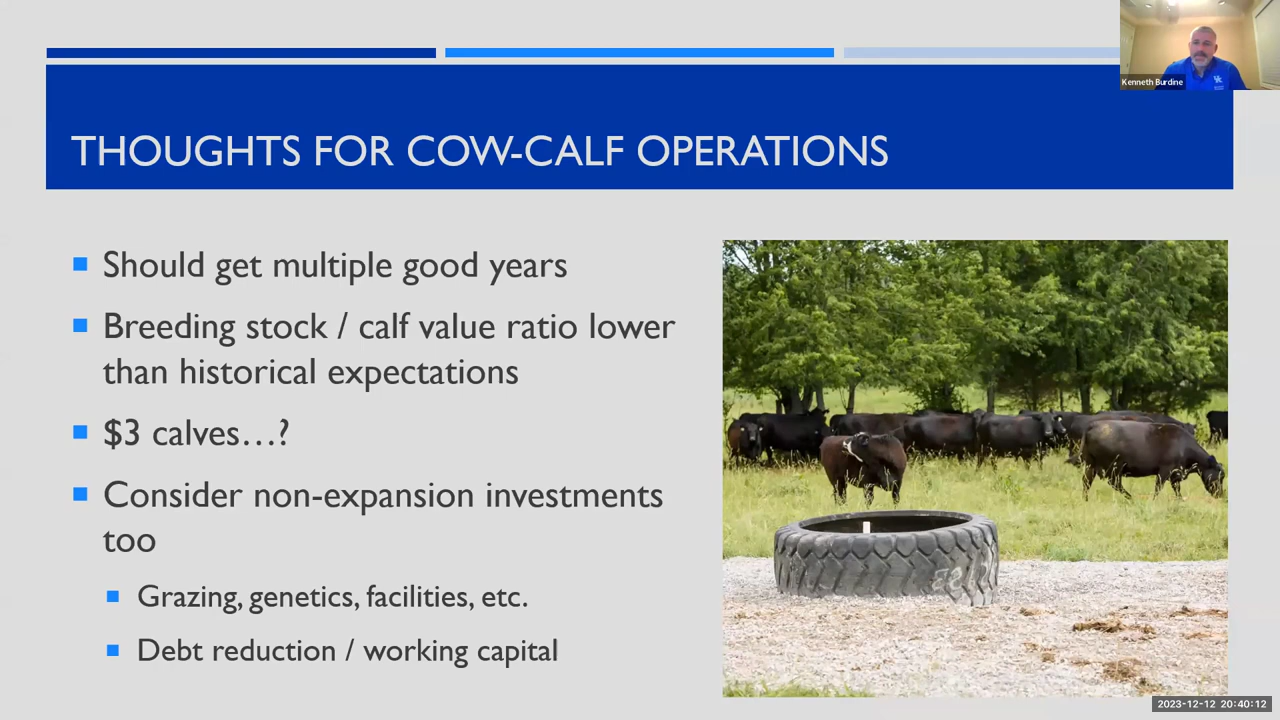 Kenneth Burdine
THOUGHTS FOR COW-CALF OPERATIONS
Should get multiple good years
Breeding stock / calf value ratio lower
than historical expectations
$3 calves…?
Consider non-expansion investments
too
Grazing, genetics, facilities, etc.
Debt reduction / working capital
2023-12-12 20:40:12